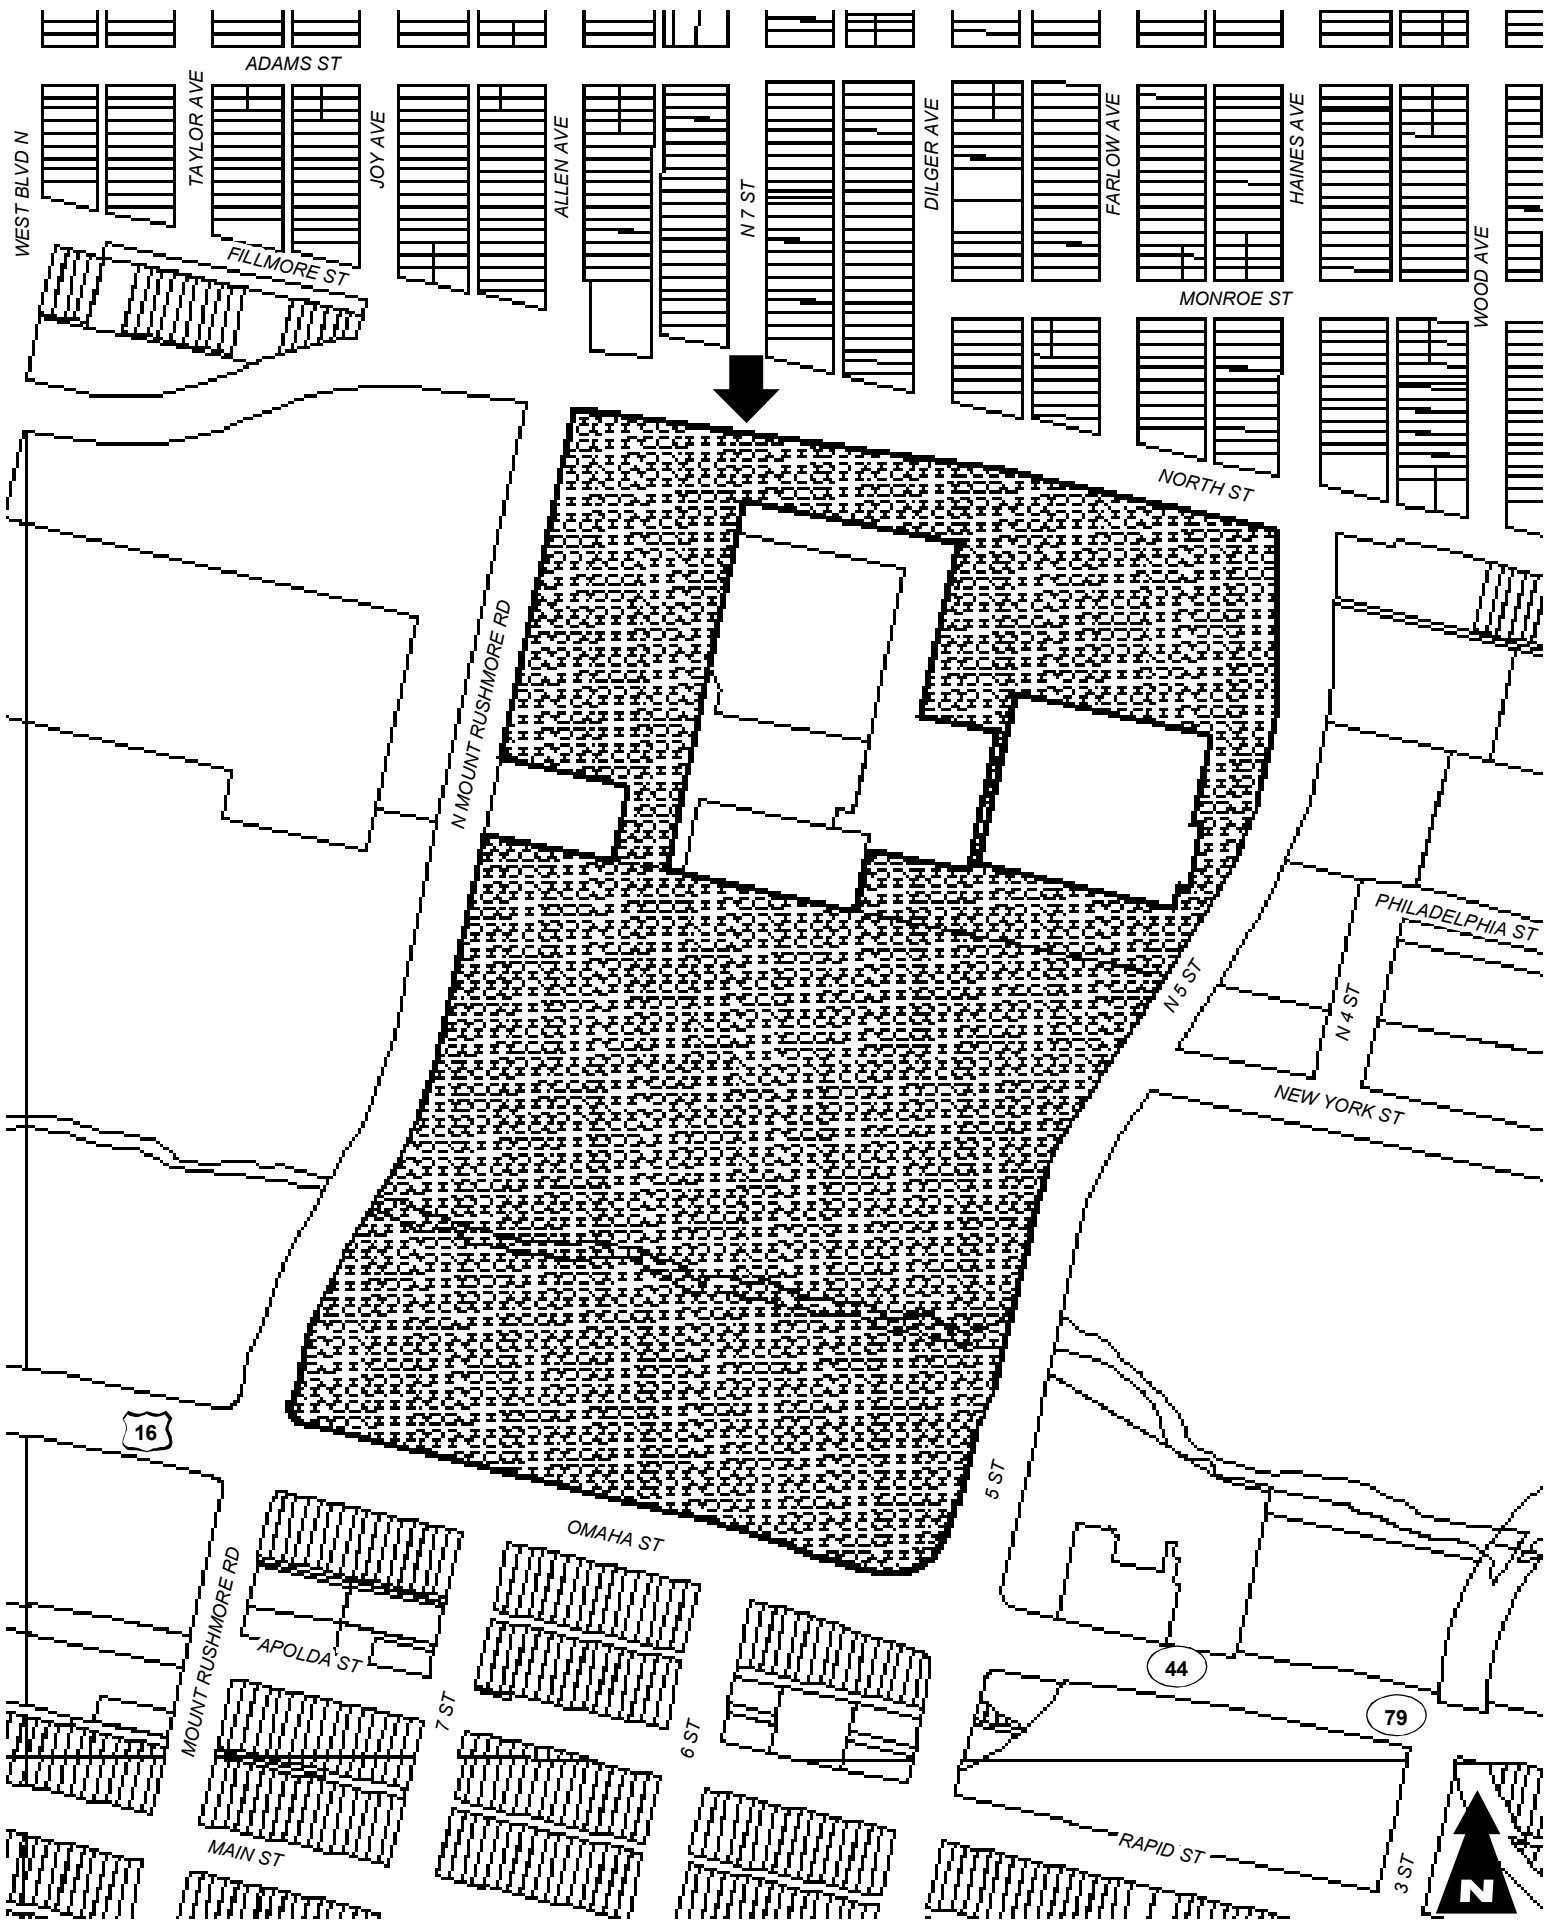 ADAMS ST
WEST BLVD N
TAYLOR AVE
JOY AVE
ALLEN AVE
N 7 ST
DILGER AVE
FARLOW AVE
HAINES AVE
WOOD AVE
FILLMORE ST
MONROE ST
NORTH ST
N MOUNT RUSHMORE RD
PHILADELPHIA ST
N 5 ST
N 4 ST
NEW YORK ST
16
5 ST
OMAHA ST
MOUNT RUSHMORE RD
APOLDA ST
44
7 ST
6 ST
79
MAIN ST
RAPID ST
3 ST
N